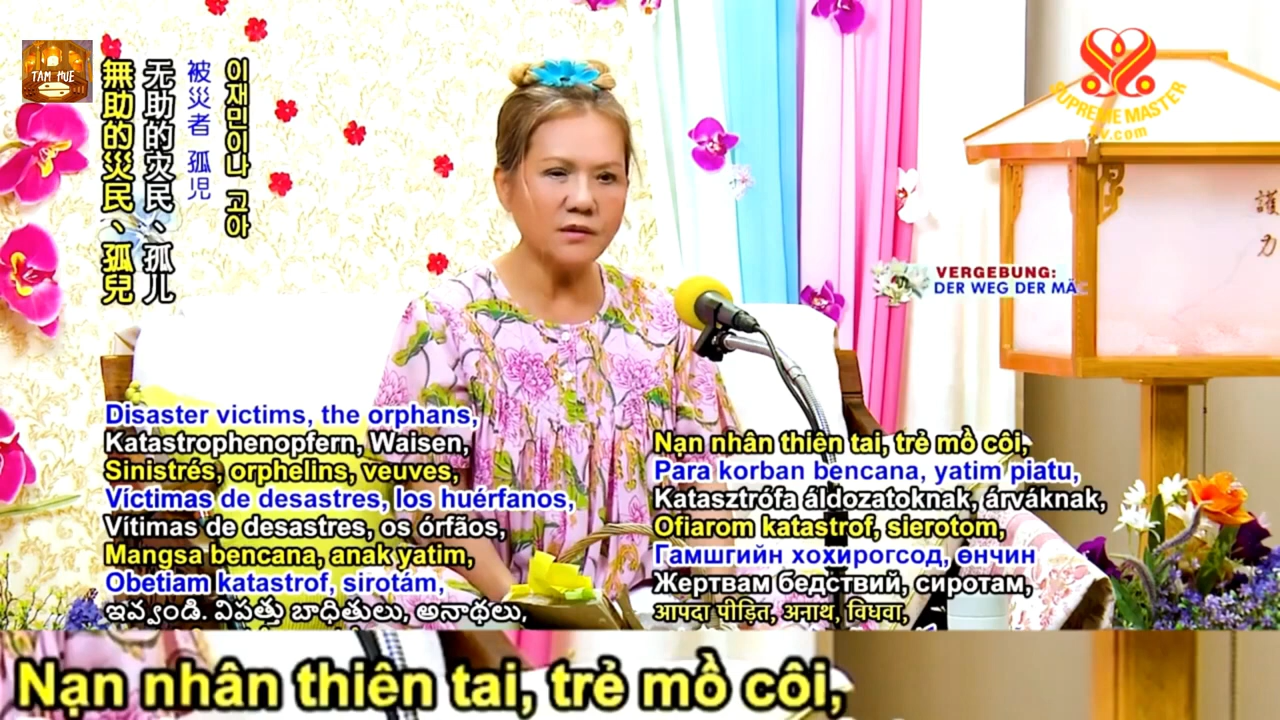 TÂM HUỆ
無助的災民、孤兒
无助的灾民、孤儿
被災者 孤児
이재민이나 고아
SUPREME MASTER
TV.com
護
力
VERGEBUNG:
DER WEG DER
Disaster victims, the orphans,
Katastrophenopfern, Waisen,
Sinistrés, orphelins, veuves,
Víctimas de desastres, los huérfanos,
Vítimas de desastres, os órfãos,
Mangsa bencana, anak yatim,
Obetiam katastrof, sirotám,
ఇవ్వండి. విపత్తు బాధితులు, అనాథలు,
Nạn nhân thiên tai, trẻ mồ côi,
Para korban bencana, yatim piatu,
Katasztrófa áldozatoknak, árváknak,
Ofiarom katastrof, sierotom,
Гамшгийн хохирогсод, өнчин
Жертвам бедствий, сиротам,
आपदा पीड़ित, अनाथ, विधवा,
Nạn nhân thiên tai, trẻ mồ côi,